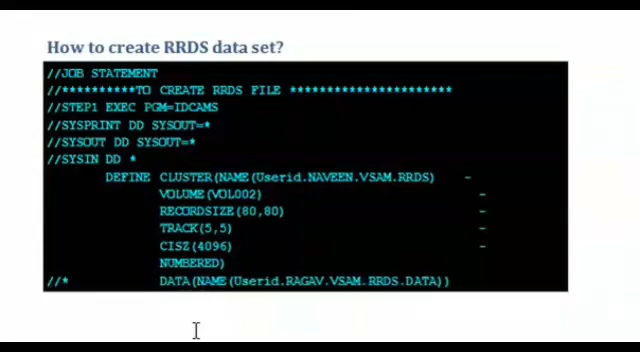 How to create RRDS data set?
//JOB STATEMENT
//**********TO CREATE RRDS FILE **********************
//STEP1 EXEC PGM=IDCAMS
//SYSPRINT DD SYSOUT=*
//SYSOUT DD SYSOUT=*
//SYSIN DD *
DEFINE CLUSTER(NAME(Userid.NAVEEN.VSAM.RRDS) -
VOLUME(VOL002) -
RECORDSIZE(80,80) -
TRACK(5,5) -
CISZ(4096) -
NUMBERED)
//* DATA(NAME(Userid.RAGAV.VSAM.RRDS.DATA))